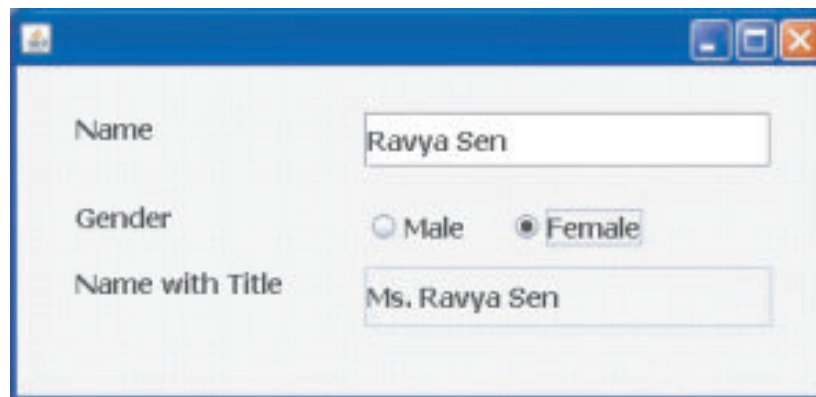 Name
Ravya Sen
Gender
Male
Female
Name with Title
Ms. Ravya Sen